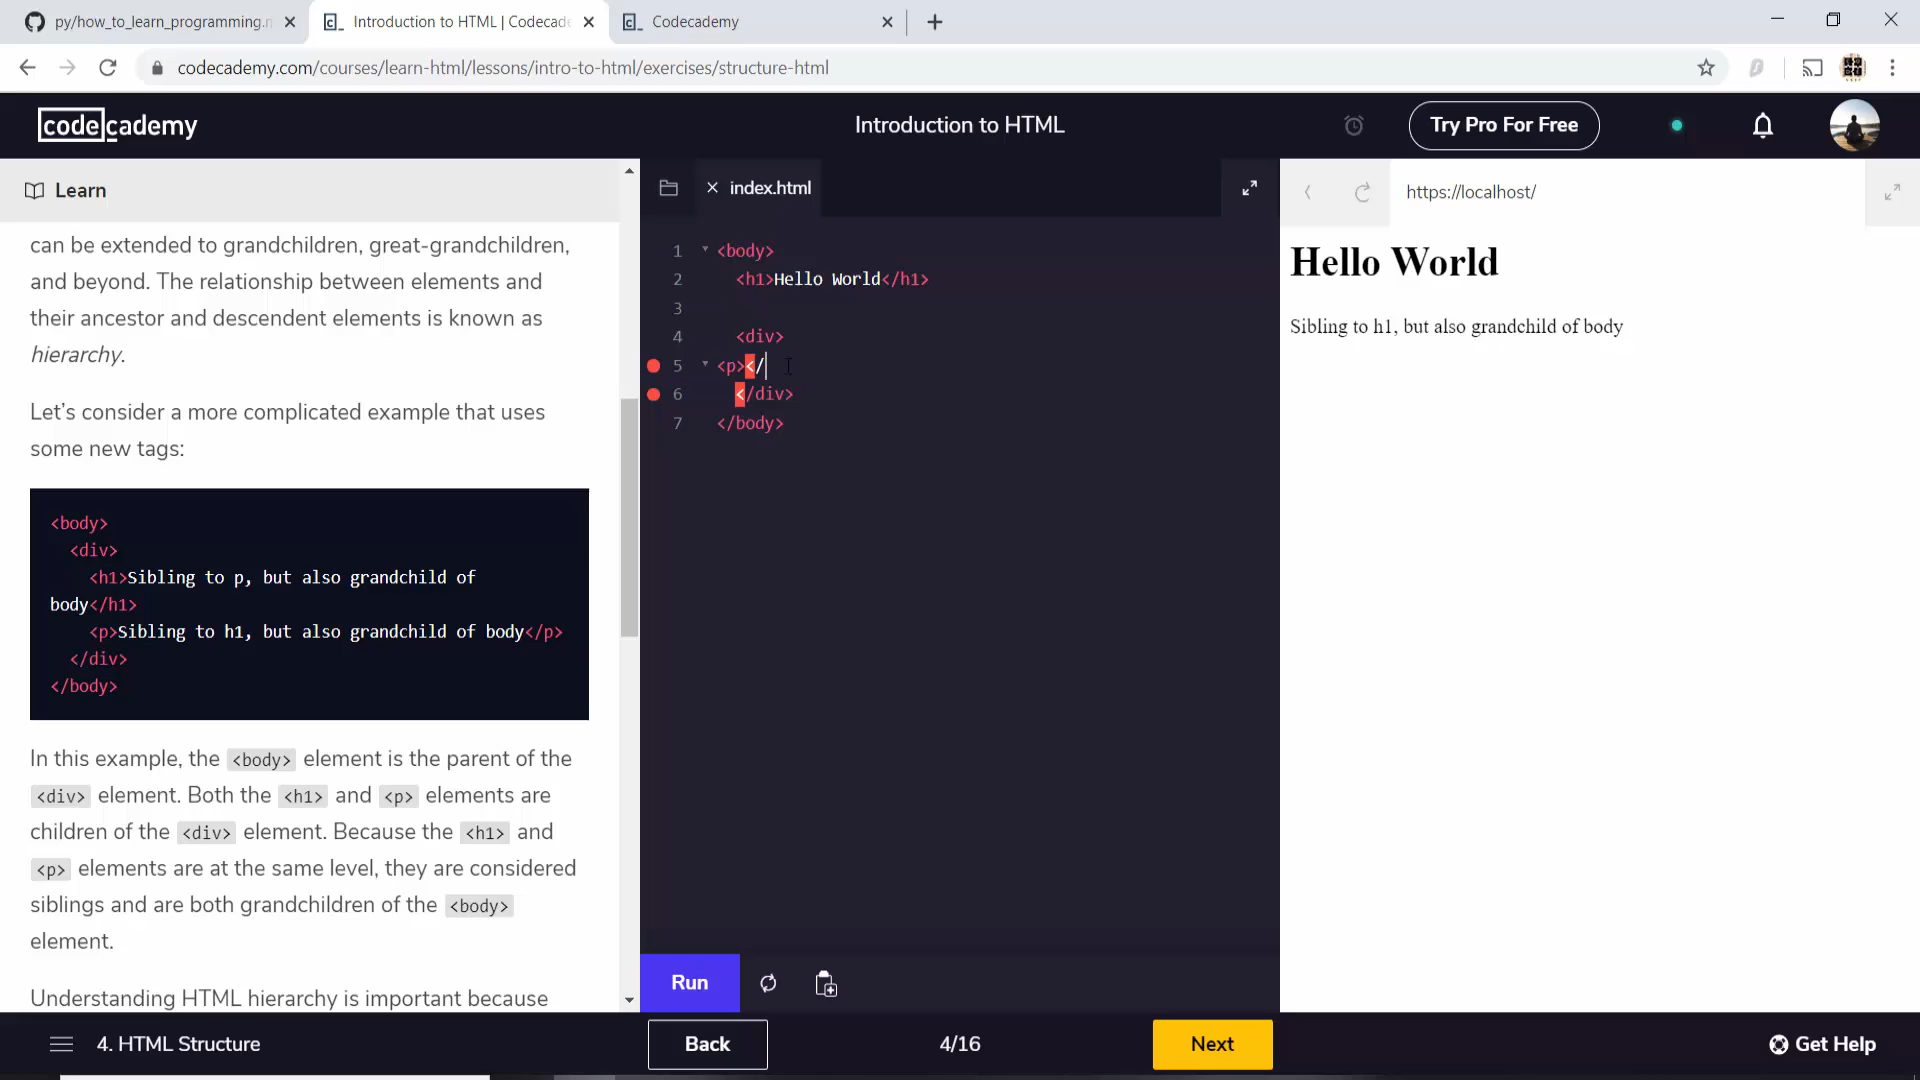 py/how_to_learn_programming.
Introduction to HTML | Codecade
Codecademy
codecademy.com/courses/learn-html/lessons/intro-to-html/exercises/structure-html
codecademy
Introduction to HTML
Try Pro For Free
Learn
can be extended to grandchildren, great-grandchildren,
and beyond. The relationship between elements and
their ancestor and descendent elements is known as
hierarchy.
Let's consider a more complicated example that uses
some new tags:
<body>
<div>
<h1>Sibling to p, but also grandchild of
body</h1>
<p>Sibling to h1, but also grandchild of body</p>
</div>
</body>
In this example, the <body> element is the parent of the
<div> element. Both the <h1> and <p> elements are
children of the <div> element. Because the <h1> and
<p> elements are at the same level, they are considered
siblings and are both grandchildren of the <body>
element.
Understanding HTML hierarchy is important because
index.html
1 <body>
2 <h1>Hello World</h1>
3
4 <div>
5 <p></
6 </div>
7 </body>
Run
https://localhost/
Hello World
Sibling to h1, but also grandchild of body
4. HTML Structure
Back
4/16
Next
Get Help